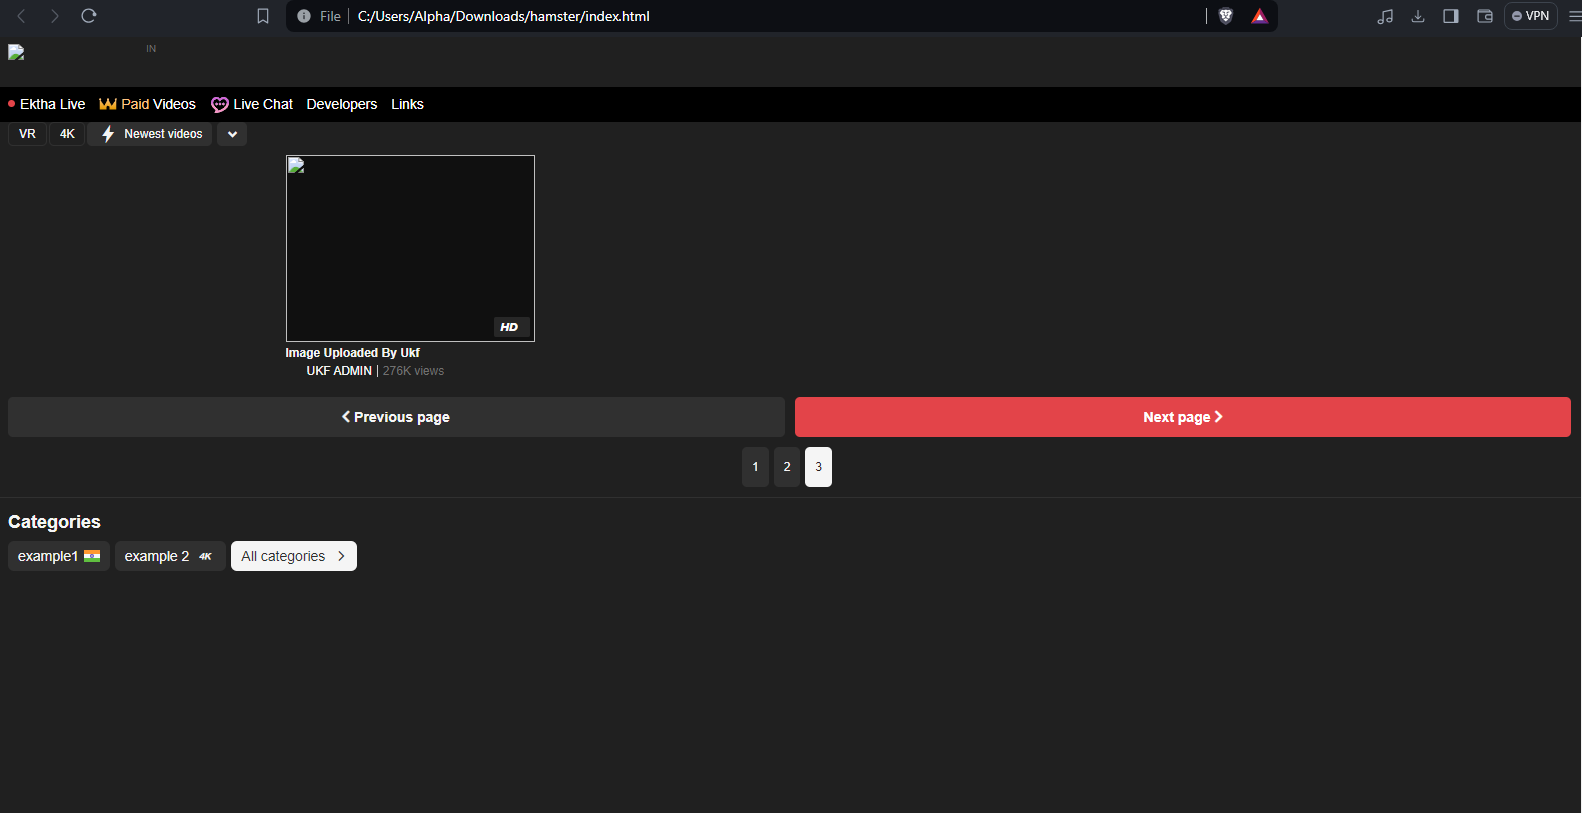 File C:/Users/Alpha/Downloads/hamster/index.html VPN
IN
Ektha Live Paid Videos Live Chat Developers Links
VR 4K Newest videos
HD
Image Uploaded By Ukf
UKF ADMIN | 276K views
Previous page Next page
1 2 3
Categories
example1 example 2 4K All categories